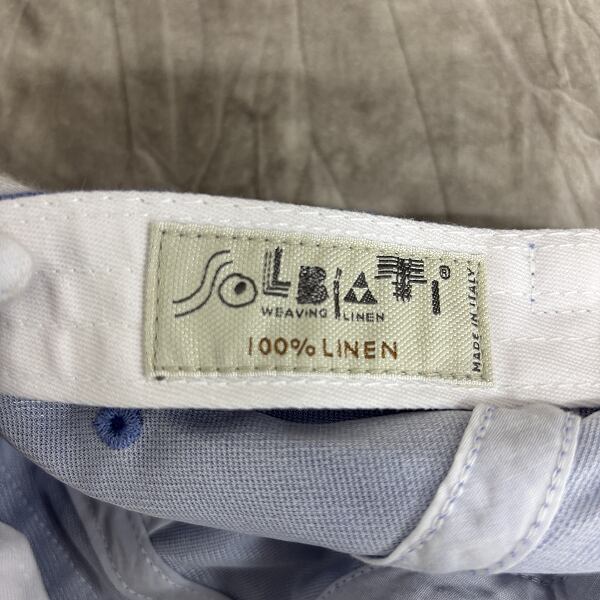 SOLBIATI®
WEAVING LINEN
100% LINEN
MADE IN ITALY